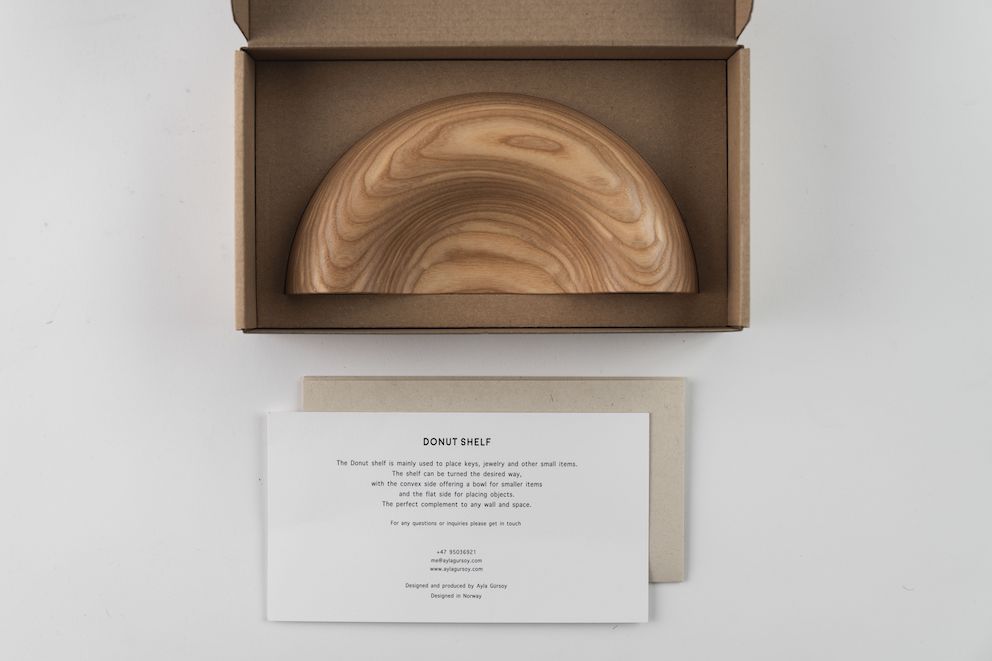 DONUT SHELF
The Donut shelf is mainly used to place keys, jewelry and other small items.
The shelf can be turned the desired way,
with the convex side offering a bowl for smaller items
and the flat side for placing objects.
The perfect complement to any wall and space.
For any questions or inquiries please get in touch
+47 95036921
me@aylagursoy.com
www.aylagursoy.com
Designed and produced by Ayla Gürsoy
Designed in Norway